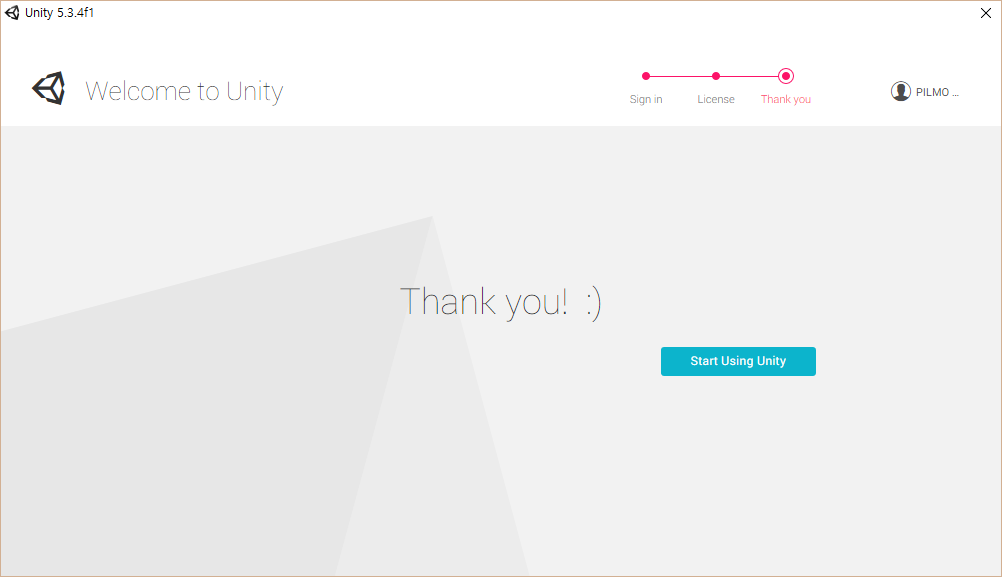 Unity 5.3.4f1
Welcome to Unity
Sign in
License
Thank you
PILMO ...
Thank you!  :)
Start Using Unity